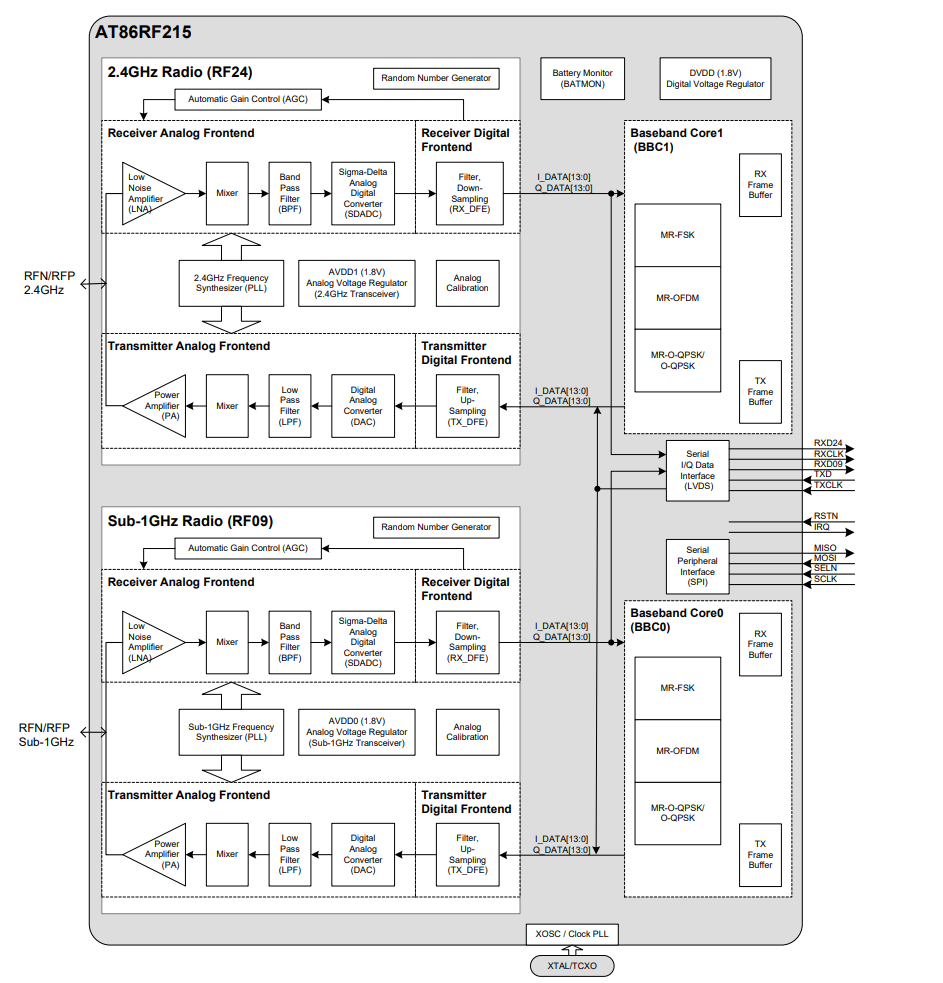 AT86RF215
2.4GHz Radio (RF24)
Random Number Generator
Battery Monitor
(BATMON)
DVDD (1.8V)
Digital Voltage Regulator
Automatic Gain Control (AGC)
Receiver Analog Frontend
Receiver Digital
Frontend
Low
Noise
Amplifier
(LNA)
Mixer
Band
Pass
Filter
(BPF)
Sigma-Delta
Analog
Digital
Converter
(SDADC)
Filter,
Down-
Sampling
(RX_DFE)
I_DATA[13:0]
Q_DATA[13:0]
Baseband Core1
(BBC1)
RX
Frame
Buffer
MR-FSK
MR-OFDM
MR-O-QPSK/
O-QPSK
TX
Frame
Buffer
RFN/RFP
2.4GHz
2.4GHz Frequency
Synthesizer (PLL)
AVDD1 (1.8V)
Analog Voltage Regulator
(2.4GHz Transceiver)
Analog
Calibration
Transmitter Analog Frontend
Transmitter
Digital Frontend
Power
Amplifier
(PA)
Mixer
Low
Pass
Filter
(LPF)
Digital
Analog
Converter
(DAC)
Filter,
Up-
Sampling
(TX_DFE)
I_DATA[13:0]
Q_DATA[13:0]
Serial
I/Q Data
Interface
(LVDS)
RXD24
RXCLK
RXD09
TXD
TXCLK
RSTN
IRQ
Serial
Peripheral
Interface
(SPI)
MISO
MOSI
SELN
SCLK
Sub-1GHz Radio (RF09)
Random Number Generator
Automatic Gain Control (AGC)
Receiver Analog Frontend
Receiver Digital
Frontend
Low
Noise
Amplifier
(LNA)
Mixer
Band
Pass
Filter
(BPF)
Sigma-Delta
Analog
Digital
Converter
(SDADC)
Filter,
Down-
Sampling
(RX_DFE)
I_DATA[13:0]
Q_DATA[13:0]
Baseband Core0
(BBC0)
RX
Frame
Buffer
MR-FSK
MR-OFDM
MR-O-QPSK/
O-QPSK
TX
Frame
Buffer
RFN/RFP
Sub-1GHz
Sub-1GHz Frequency
Synthesizer (PLL)
AVDD0 (1.8V)
Analog Voltage Regulator
(Sub-1GHz Transceiver)
Analog
Calibration
Transmitter Analog Frontend
Transmitter
Digital Frontend
Power
Amplifier
(PA)
Mixer
Low
Pass
Filter
(LPF)
Digital
Analog
Converter
(DAC)
Filter,
Up-
Sampling
(TX_DFE)
I_DATA[13:0]
Q_DATA[13:0]
XOSC / Clock PLL
XTAL/TCXO